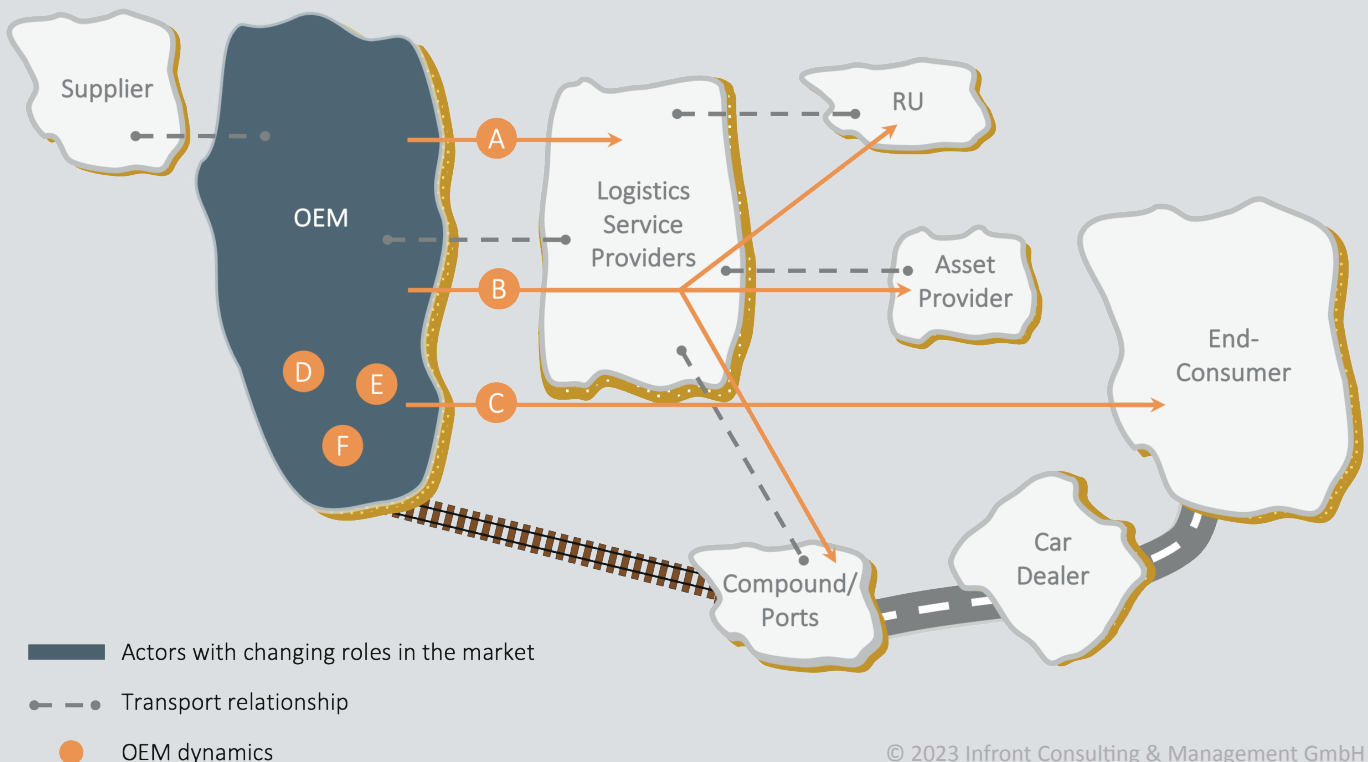 Supplier
OEM
A
Logistics
Service
Providers
RU
B
Asset
Provider
D
E
F
C
End-
Consumer
Compound/
Ports
Car
Dealer
Actors with changing roles in the market
Transport relationship
OEM dynamics
© 2023 Infront Consulting & Management GmbH